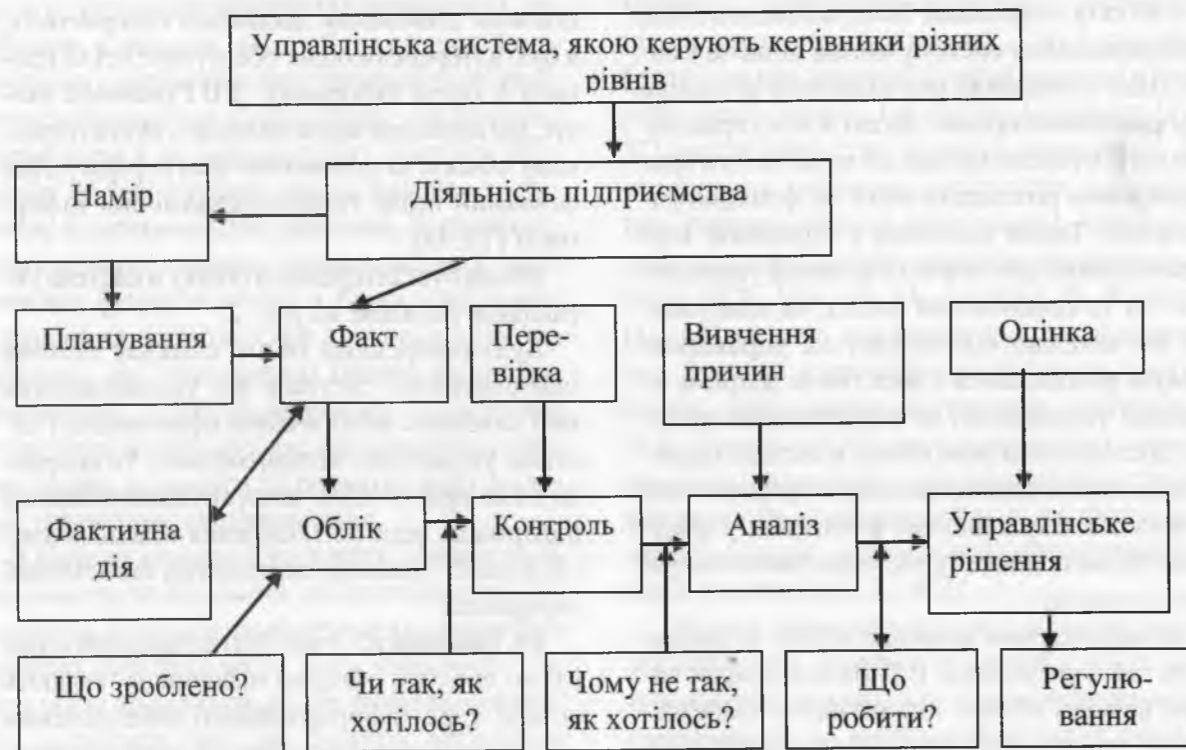 Управлінська система, якою керують керівники різних
рівнів
Намір
Діяльність підприємства
Планування
Факт
Пере-
вірка
Вивчення
причин
Оцінка
Фактична
дія
Облік
Контроль
Аналіз
Управлінське
рішення
Що зроблено?
Чи так, як
хотілось?
Чому не так,
як хотілось?
Що
робити?
Регулю-
вання